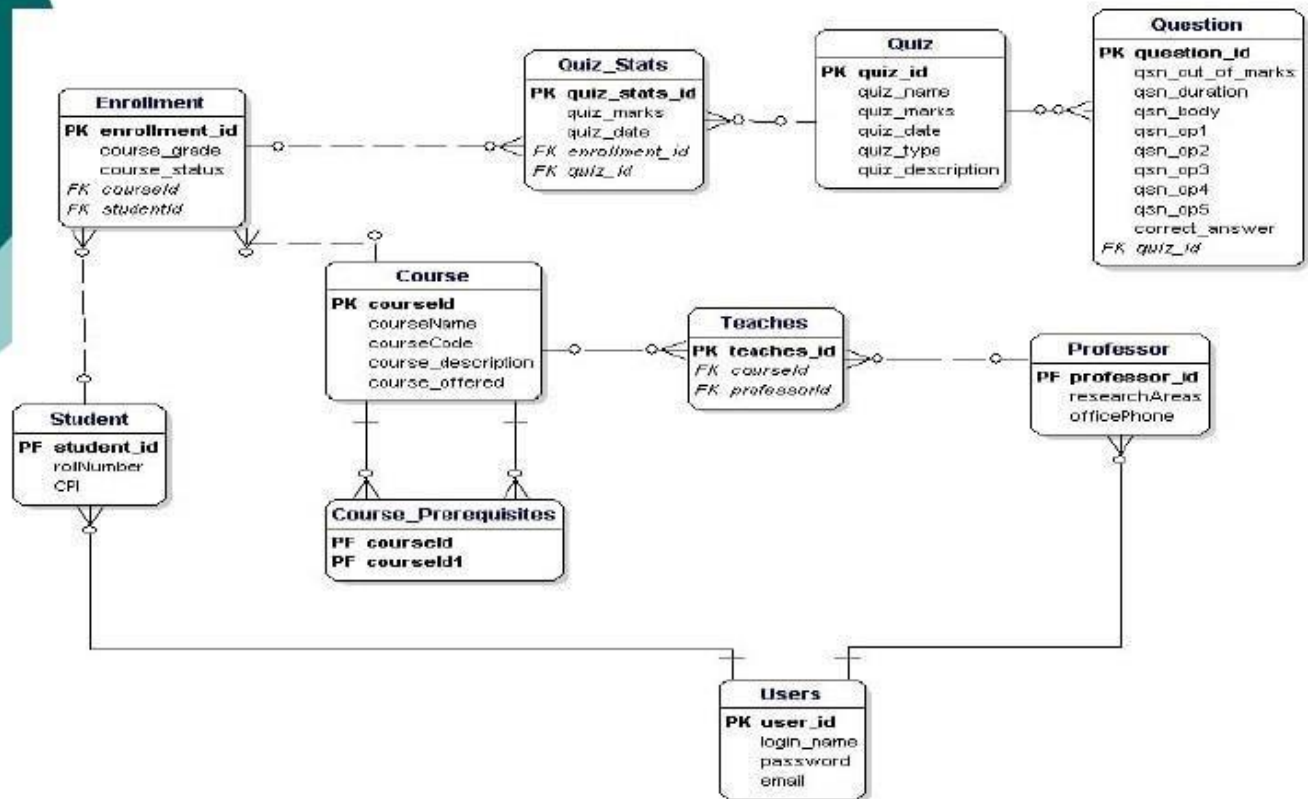 Enrollment
PK enrollment_id
course_grade
course_status
FK courseId
FK studentId
Quiz_Stats
PK quiz_stats_id
quiz_marks
quiz_date
FK enrollment_id
FK quiz_id
Quiz
PK quiz_id
quiz_name
quiz_marks
quiz_date
quiz_type
quiz_description
Question
PK question_id
qsn_out_of_marks
qsn_duration
qsn_body
qsn_op1
qsn_op2
qsn_op3
qsn_op4
qsn_op5
correct_answer
FK quiz_id
Course
PK courseId
courseName
courseCode
course_description
course_offered
Teaches
PK teaches_id
FK courseId
FK professorId
Professor
PF professor_id
researchAreas
officePhone
Student
PF student_id
rollNumber
CPI
Course_Prerequisites
PF courseId
PF courseId1
Users
PK user_id
login_name
password
email